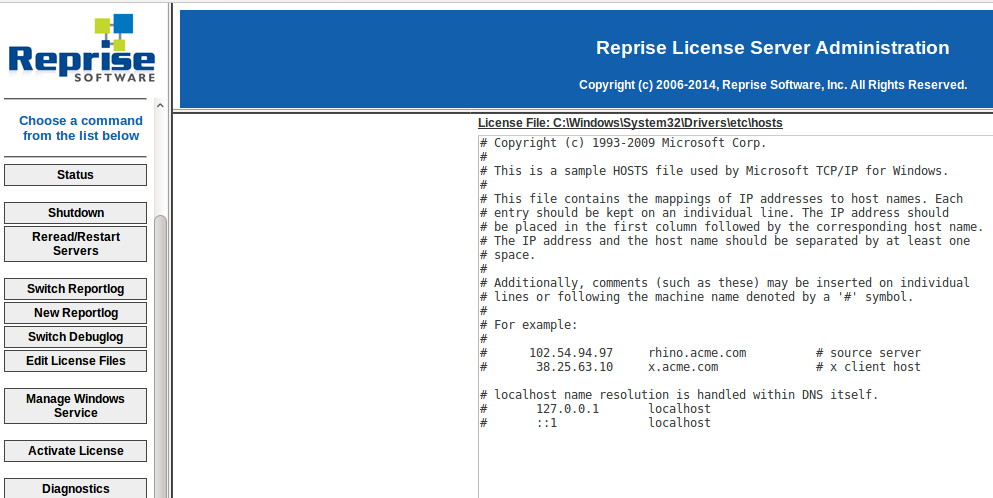 Reprise
SOFTWARE
Choose a command
from the list below
Status
Shutdown
Reread/Restart
Servers
Switch Reportlog
New Reportlog
Switch Debuglog
Edit License Files
Manage Windows
Service
Activate License
Diagnostics
Reprise License Server Administration
Copyright (c) 2006-2014, Reprise Software, Inc. All Rights Reserved.
License File: C:\Windows\System32\Drivers\etc\hosts
# Copyright (c) 1993-2009 Microsoft Corp.
#
# This is a sample HOSTS file used by Microsoft TCP/IP for Windows.
#
# This file contains the mappings of IP addresses to host names. Each
# entry should be kept on an individual line. The IP address should
# be placed in the first column followed by the corresponding host name.
# The IP address and the host name should be separated by at least one
# space.
#
# Additionally, comments (such as these) may be inserted on individual
# lines or following the machine name denoted by a '#' symbol.
#
# For example:
#
#      102.54.94.97     rhino.acme.com          # source server
#       38.25.63.10     x.acme.com              # x client host

# localhost name resolution is handled within DNS itself.
#       127.0.0.1       localhost
#       ::1             localhost